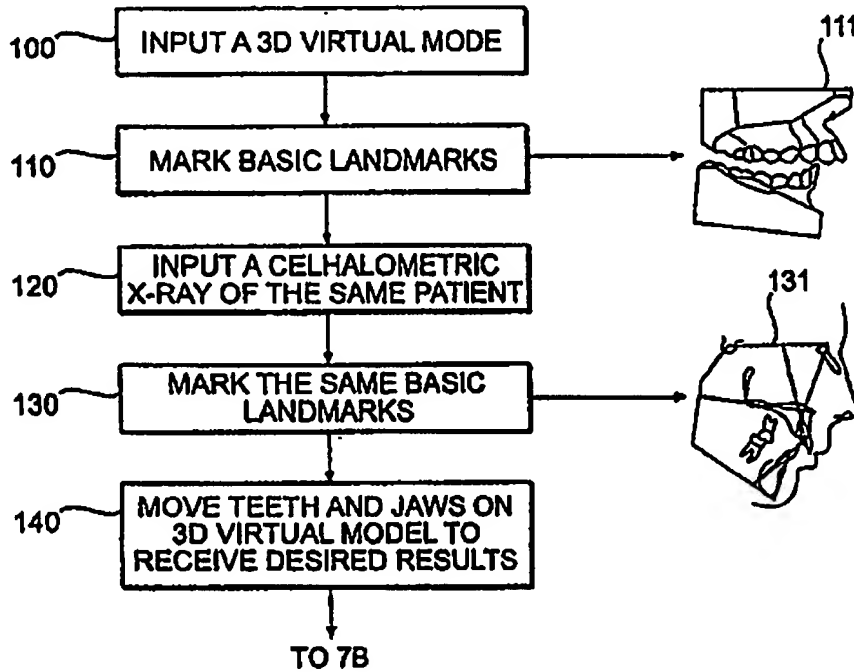 100
INPUT A 3D VIRTUAL MODE
111
110
MARK BASIC LANDMARKS
120
INPUT A CELHALOMETRIC
X-RAY OF THE SAME PATIENT
131
130
MARK THE SAME BASIC
LANDMARKS
140
MOVE TEETH AND JAWS ON
3D VIRTUAL MODEL TO
RECEIVE DESIRED RESULTS
TO 7B